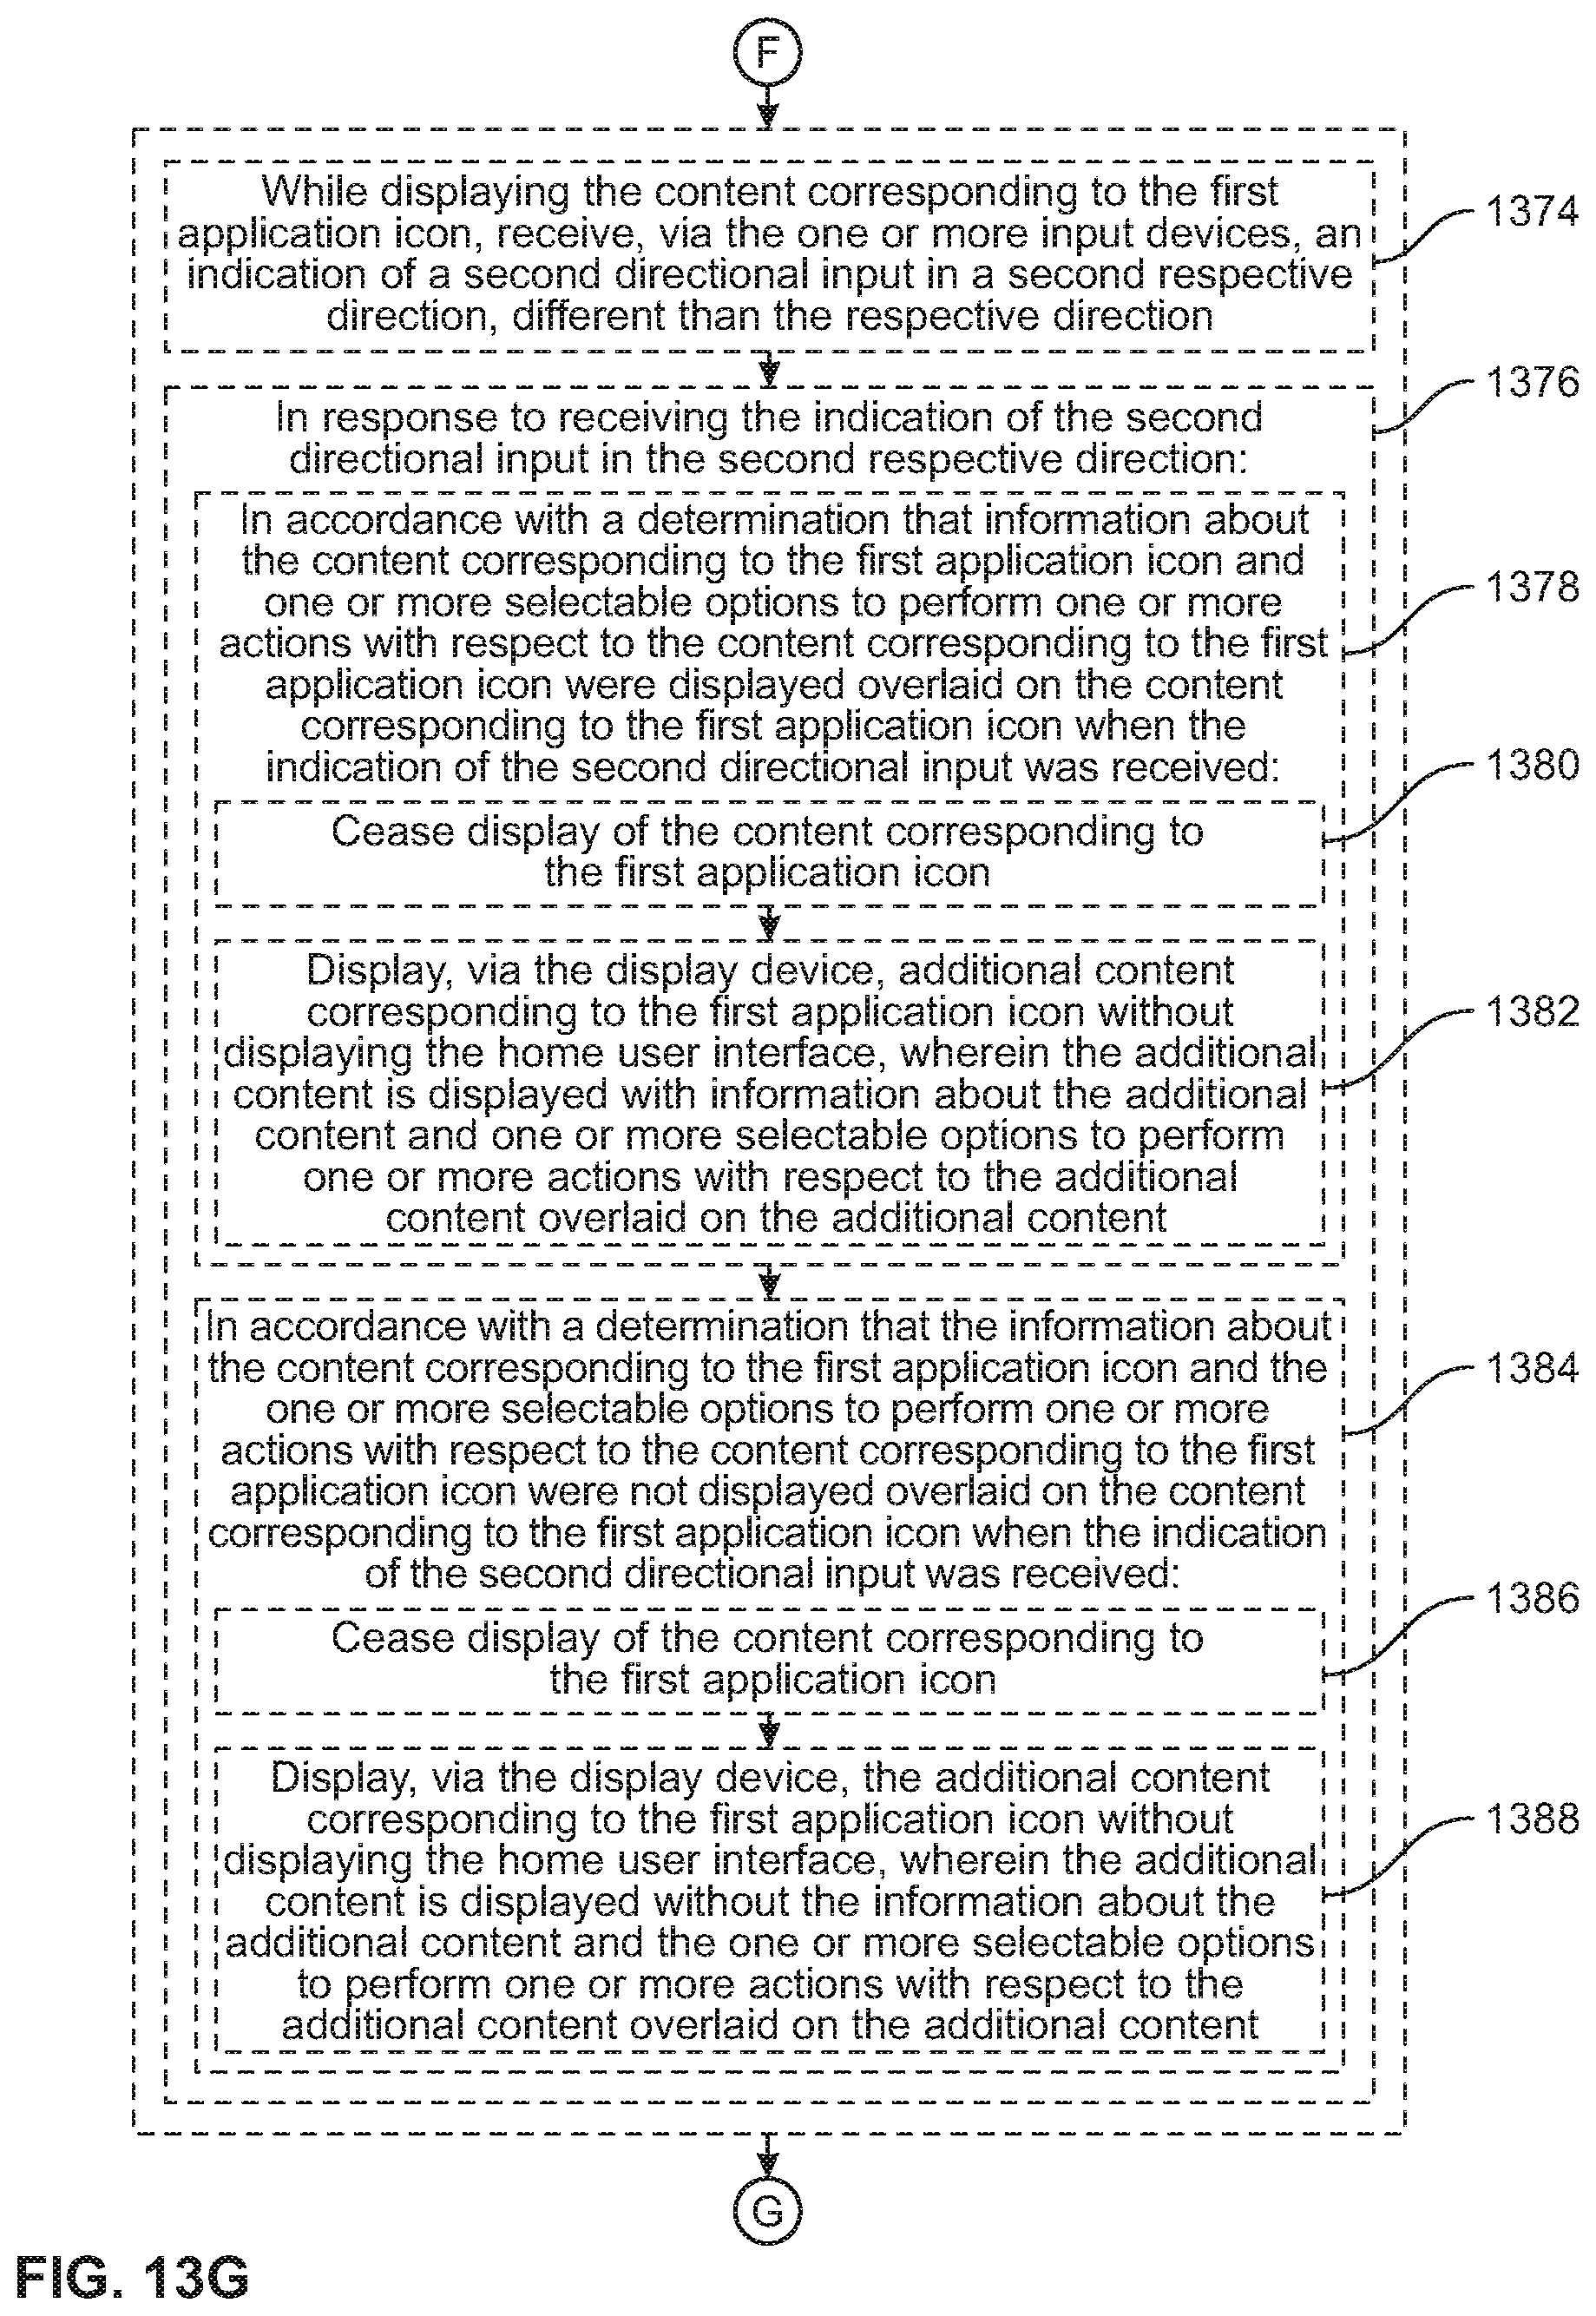 F
While displaying the content corresponding to the first
application icon, receive, via the one or more input devices, an
indication of a second directional input in a second respective
direction, different than the respective direction
1374
In response to receiving the indication of the second
directional input in the second respective direction:
1376
In accordance with a determination that information about
the content corresponding to the first application icon and
one or more selectable options to perform one or more
actions with respect to the content corresponding to the first
application icon were displayed overlaid on the content
corresponding to the first application icon when the
indication of the second directional input was received:
1378
Cease display of the content corresponding to
the first application icon
1380
Display, via the display device, additional content
corresponding to the first application icon without
displaying the home user interface, wherein the additional
content is displayed with information about the additional
content and one or more selectable options to perform
one or more actions with respect to the additional
content overlaid on the additional content
1382
In accordance with a determination that the information about
the content corresponding to the first application icon and the
one or more selectable options to perform one or more
actions with respect to the content corresponding to the first
application icon were not displayed overlaid on the content
corresponding to the first application icon when the indication
of the second directional input was received:
1384
Cease display of the content corresponding to
the first application icon
1386
Display, via the display device, the additional content
corresponding to the first application icon without
displaying the home user interface, wherein the additional
content is displayed without the information about the
additional content and the one or more selectable options
to perform one or more actions with respect to the
additional content overlaid on the additional content
1388
G
FIG. 13G